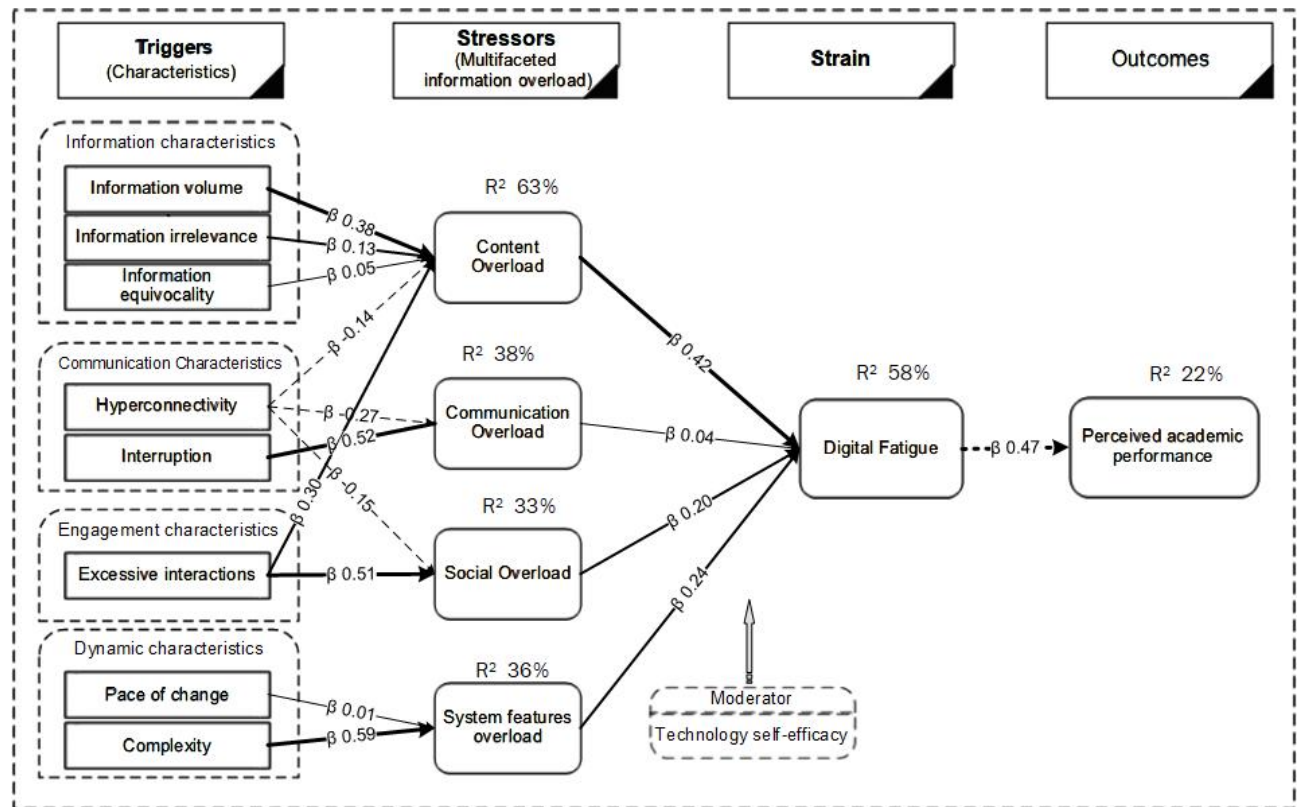 Triggers
(Characteristics)
Stressors
(Multifaceted
information overload)
Strain
Outcomes
Information characteristics
Information volume
Information irrelevance
Information
equivocality
β 0.38
β 0.13
β 0.05
R² 63%
Content
Overload
β -0.14
β 0.42
Communication Characteristics
Hyperconnectivity
Interruption
β -0.27
β 0.52
β -0.15
β 0.30
R² 38%
Communication
Overload
β 0.04
R² 58%
Digital Fatigue
β 0.47
R² 22%
Perceived academic
performance
Engagement characteristics
Excessive interactions
β 0.51
R² 33%
Social Overload
β 0.20
β 0.24
Dynamic characteristics
Pace of change
Complexity
β 0.01
β 0.59
R² 36%
System features
overload
Moderator
Technology self-efficacy